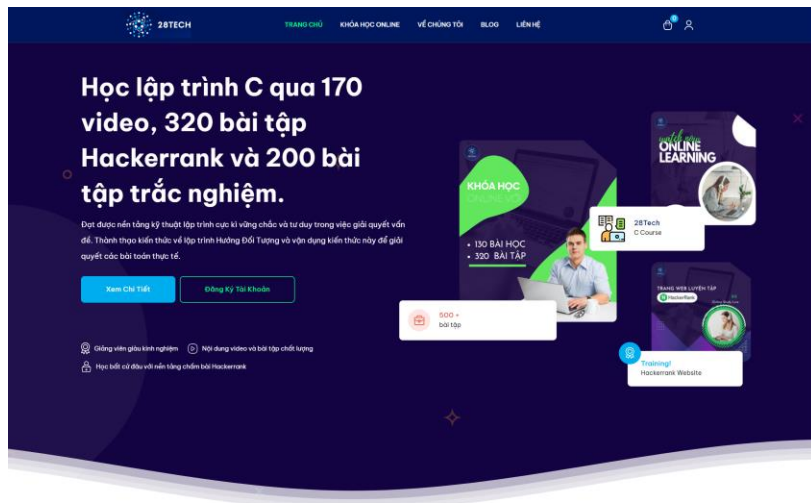 28TECH
TRANG CHỦ KHÓA HỌC ONLINE VỀ CHÚNG TÔI BLOG LIÊN HỆ
0
Học lập trình C qua 170
video, 320 bài tập
Hackerrank và 200 bài
tập trắc nghiệm.
Đạt được nền tảng kỹ thuật lập trình cực kì vững chắc và tư duy trong việc giải quyết vấn
đề. Thành thạo kiến thức về lập trình Hướng Đối Tượng và vận dụng kiến thức này để giải
quyết các bài toán thực tế.
Xem Chi Tiết
Đăng Ký Tài Khoản
Giảng viên giàu kinh nghiệm
Nội dung video và bài tập chất lượng
Học bất cứ đâu với nền tảng chấm bài Hackerrank
KHÓA HỌC
ONLINE VỚI
• 130 BÀI HỌC
• 320 BÀI TẬP
500 +
bài tập
watch now
ONLINE
LEARNING
28Tech
C Course
TRANG WEB LUYỆN TẬP
HackerRank
Training!
Hackerrank Website